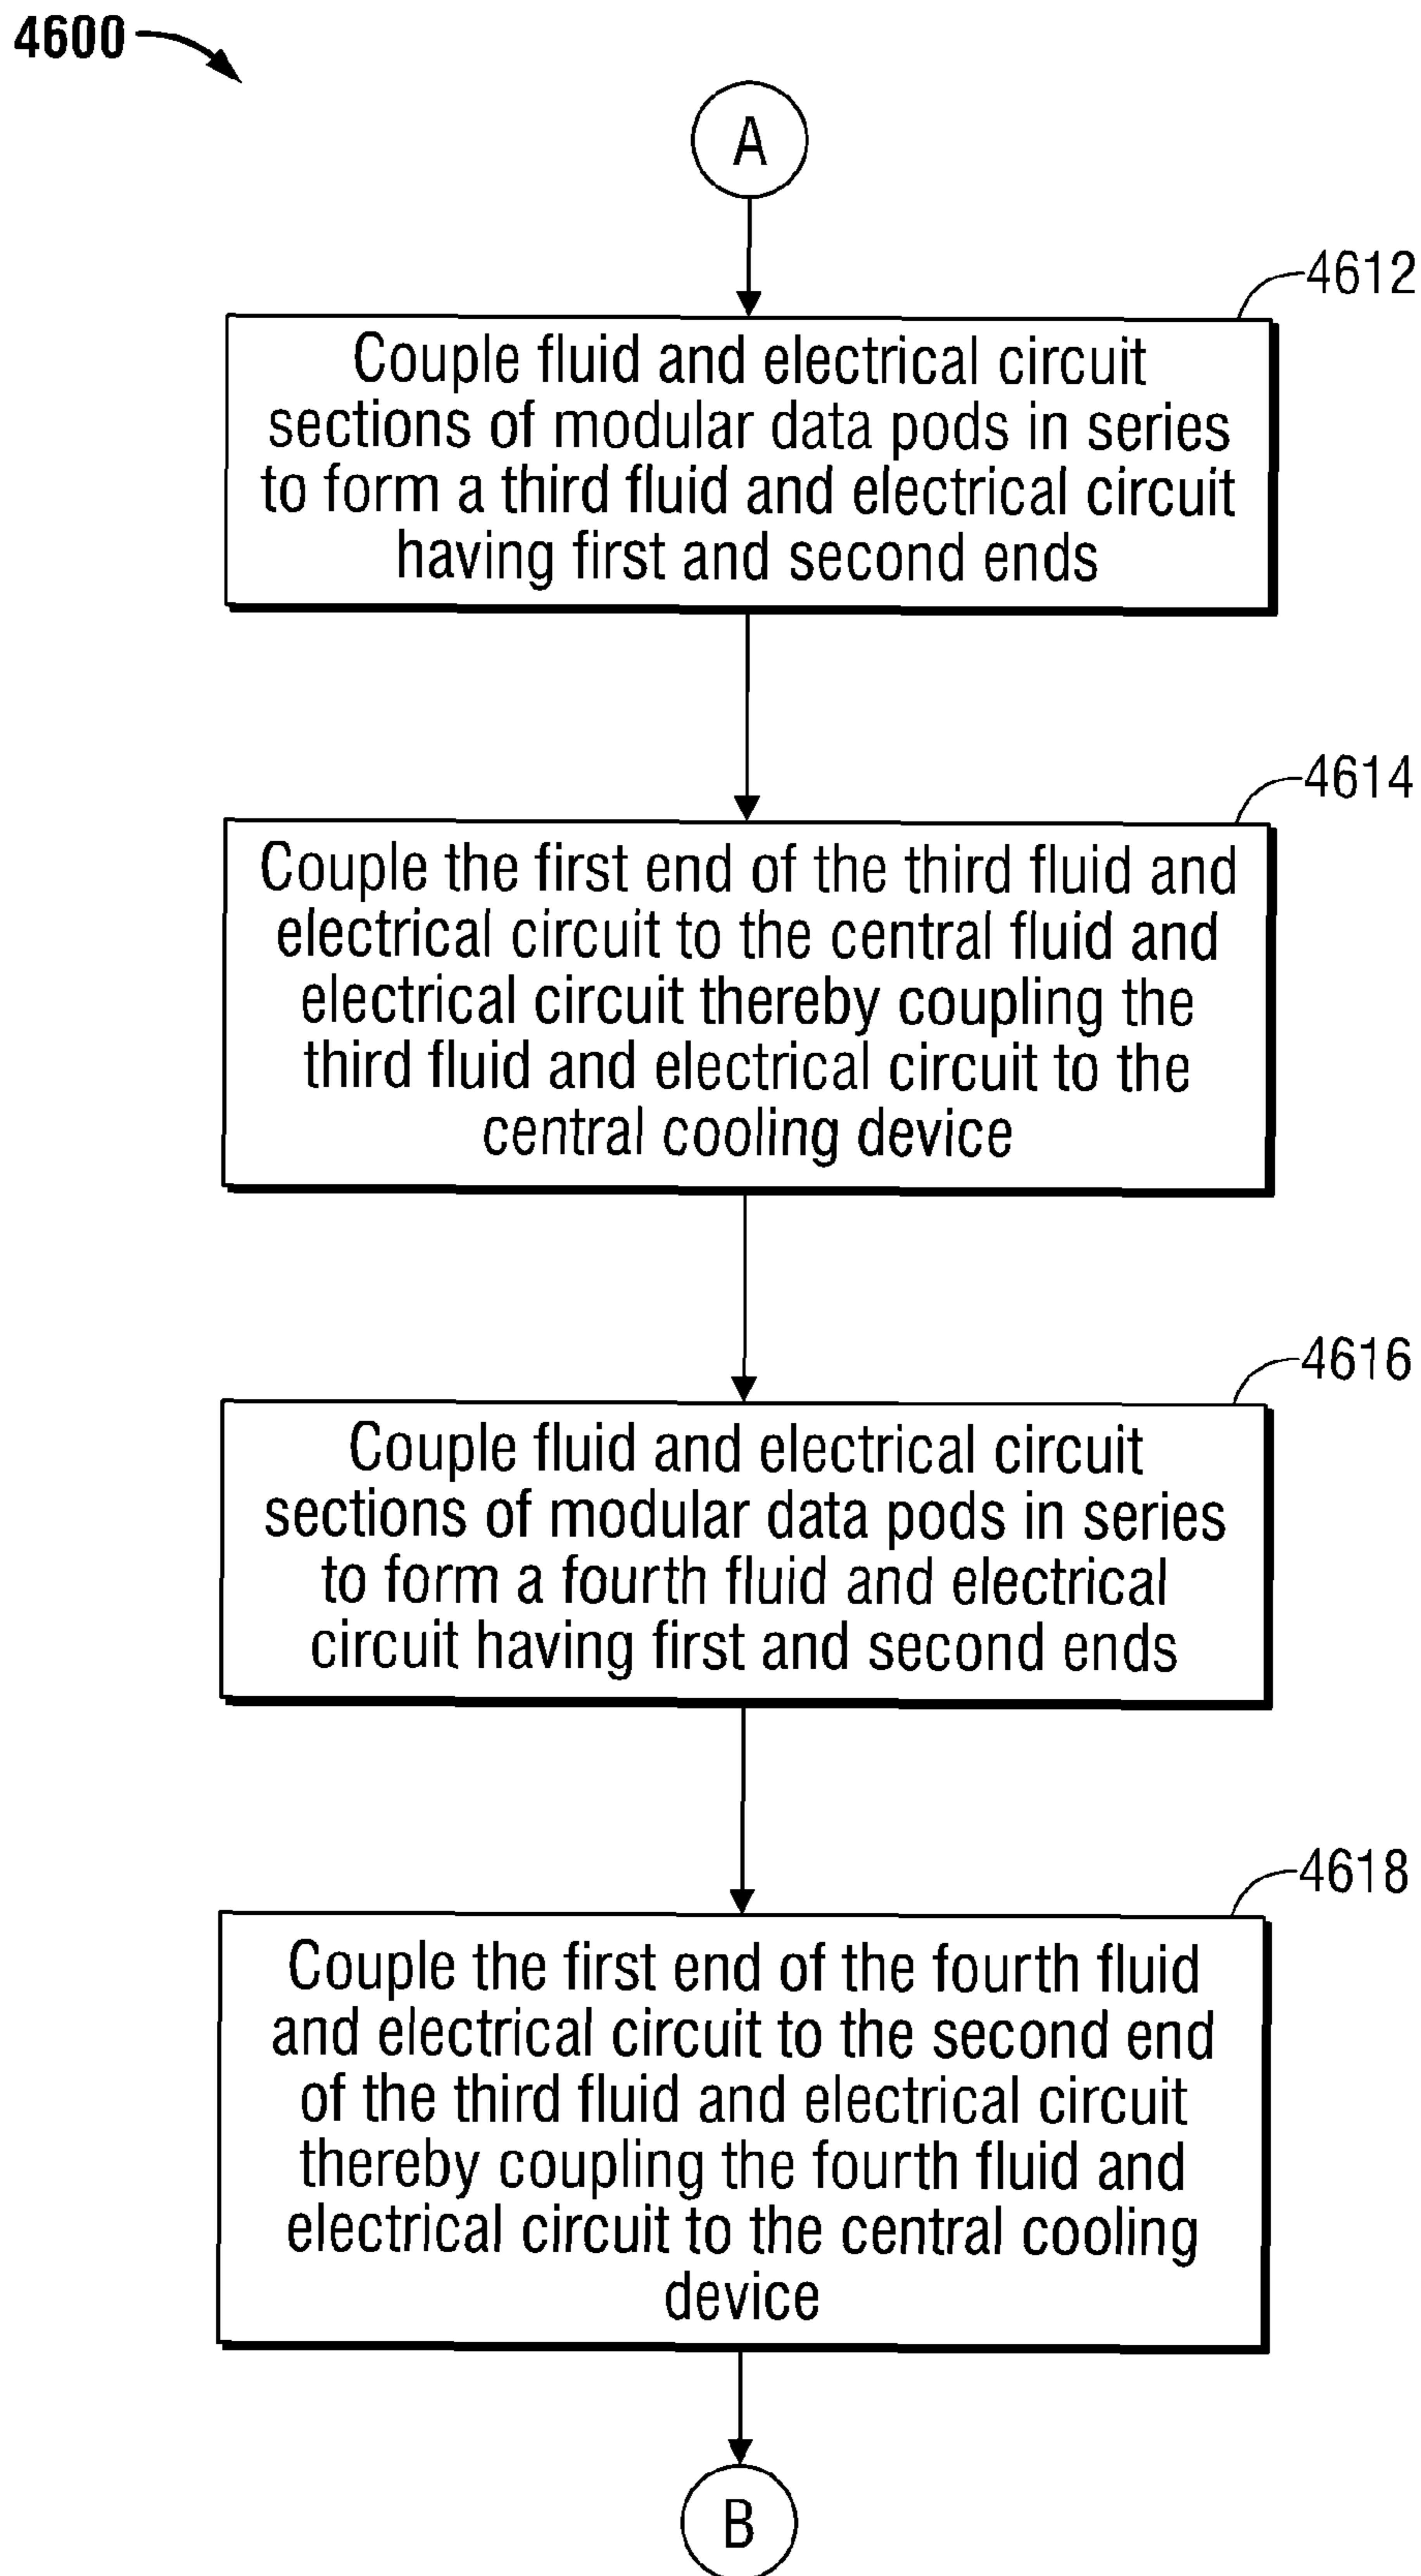 4600
A
4612
Couple fluid and electrical circuit
sections of modular data pods in series
to form a third fluid and electrical circuit
having first and second ends
4614
Couple the first end of the third fluid and
electrical circuit to the central fluid and
electrical circuit thereby coupling the
third fluid and electrical circuit to the
central cooling device
4616
Couple fluid and electrical circuit
sections of modular data pods in series
to form a fourth fluid and electrical
circuit having first and second ends
4618
Couple the first end of the fourth fluid
and electrical circuit to the second end
of the third fluid and electrical circuit
thereby coupling the fourth fluid and
electrical circuit to the central cooling
device
B